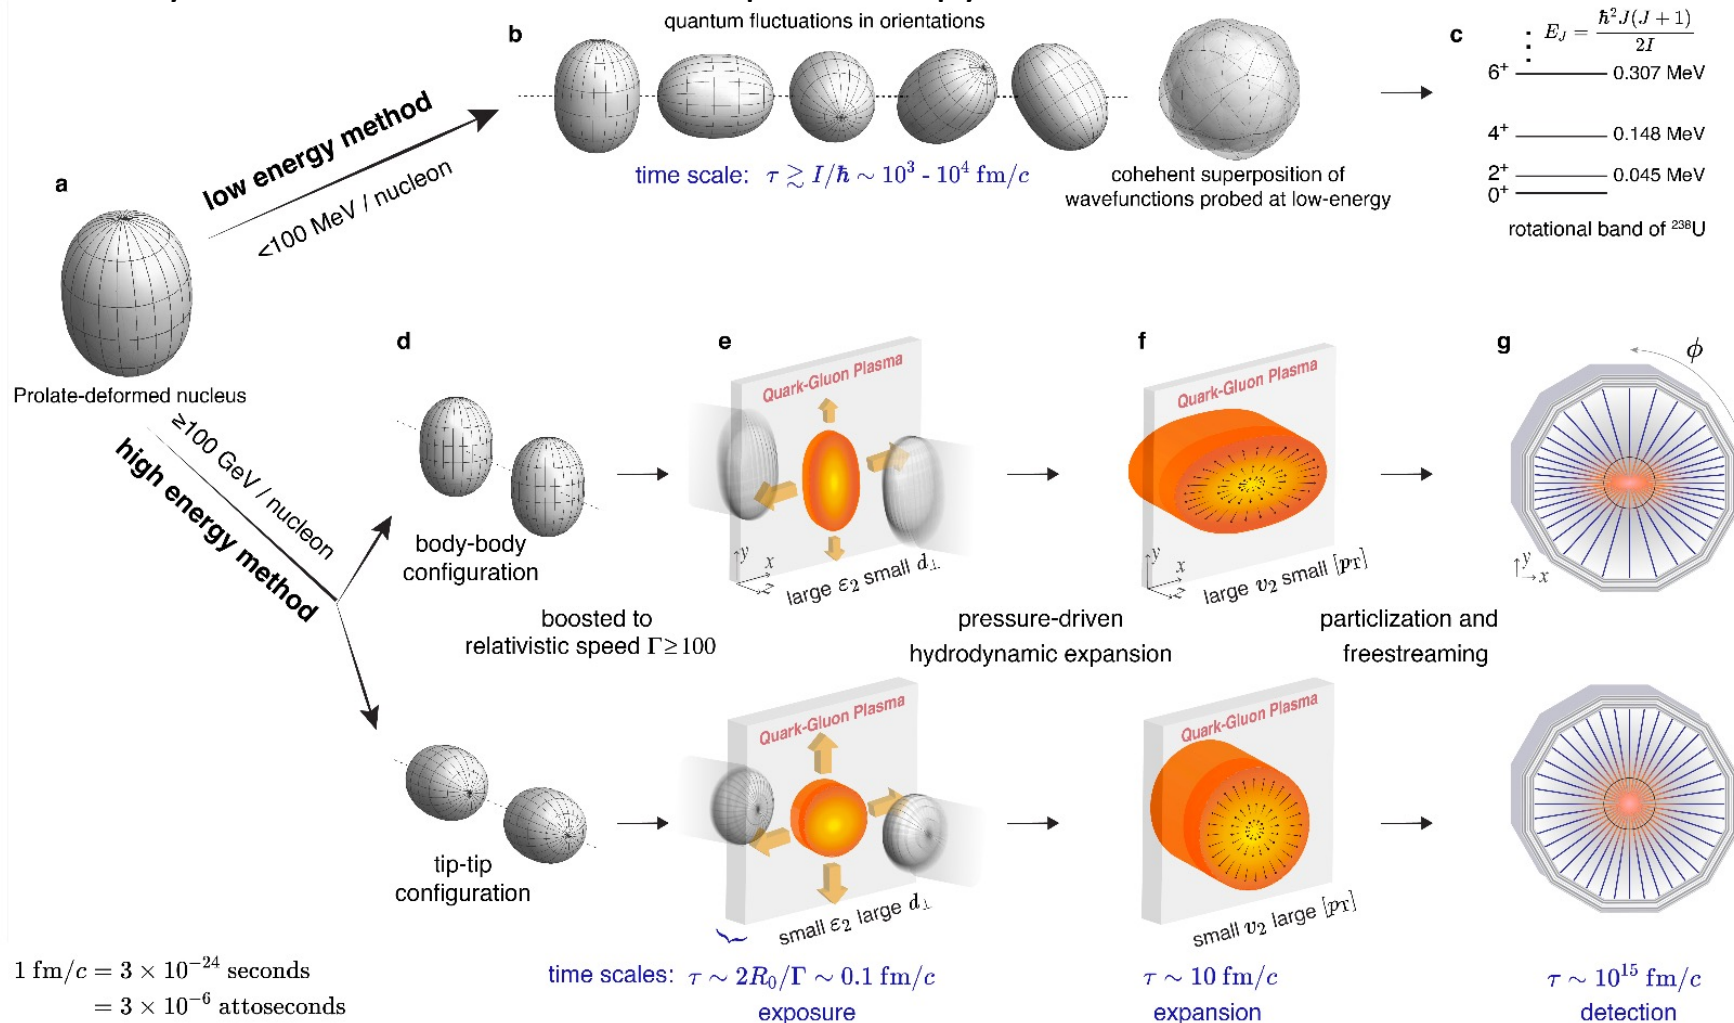 quantum fluctuations in orientations
b
c
E_J = ħ²J(J + 1) / 2I
6⁺ 0.307 MeV
4⁺ 0.148 MeV
2⁺ 0.045 MeV
0⁺
rotational band of ²³⁸U
time scale: τ ≳ I/ħ ∼ 10³ - 10⁴ fm/c
cohehent superposition of
wavefunctions probed at low-energy
low energy method
<100 MeV / nucleon
a
Prolate-deformed nucleus
≥100 GeV / nucleon
high energy method
d
body-body
configuration
boosted to
relativistic speed Γ≥100
tip-tip
configuration
e
Quark-Gluon Plasma
y
x
z
large ε₂ small d⊥
f
Quark-Gluon Plasma
y
x
z
large v₂ small [p_T]
pressure-driven
hydrodynamic expansion
g
ϕ
y
x
particlization and
freestreaming
Quark-Gluon Plasma
small ε₂ large d⊥
Quark-Gluon Plasma
small v₂ large [p_T]
1 fm/c = 3 × 10⁻²⁴ seconds
= 3 × 10⁻⁶ attoseconds
time scales: τ ∼ 2R₀/Γ ∼ 0.1 fm/c
exposure
τ ∼ 10 fm/c
expansion
τ ∼ 10¹⁵ fm/c
detection